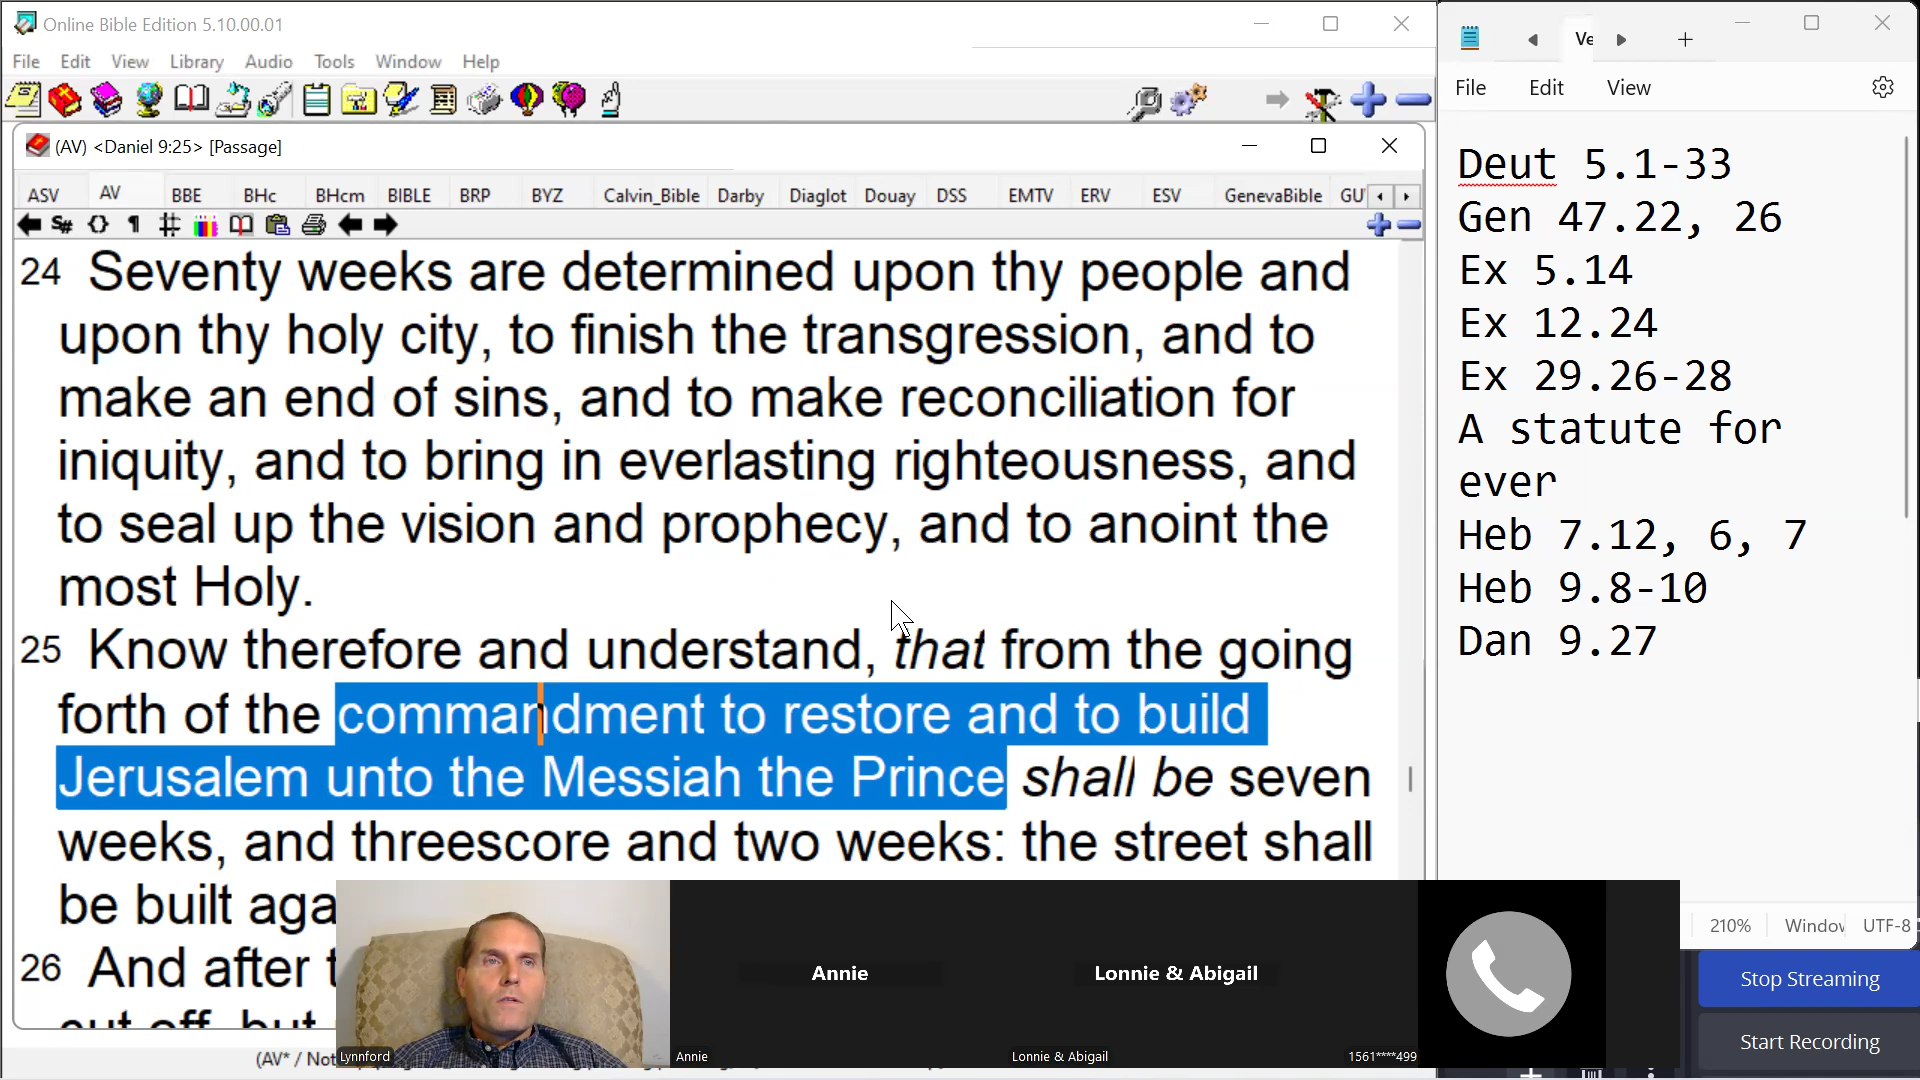 Online Bible Edition 5.10.00.01
File Edit View Library Audio Tools Window Help
(AV) <Daniel 9:25> [Passage]
ASV AV BBE BHc BHcm BIBLE BRP BYZ Calvin_Bible Darby Diaglot Douay DSS EMTV ERV ESV GenevaBible
24 Seventy weeks are determined upon thy people and
upon thy holy city, to finish the transgression, and to
make an end of sins, and to make reconciliation for
iniquity, and to bring in everlasting righteousness, and
to seal up the vision and prophecy, and to anoint the
most Holy.
25 Know therefore and understand, that from the going
forth of the commandment to restore and to build
Jerusalem unto the Messiah the Prince shall be seven
weeks, and threescore and two weeks: the street shall
be built aga
26 And after t
cut off, but
(AV* / Not
Lynnford
Annie
Annie
Lonnie & Abigail
Lonnie & Abigail
1561****499
Ve
File Edit View
Deut 5.1-33
Gen 47.22, 26
Ex 5.14
Ex 12.24
Ex 29.26-28
A statute for
ever
Heb 7.12, 6, 7
Heb 9.8-10
Dan 9.27
210% Window UTF-8
Stop Streaming
Start Recording